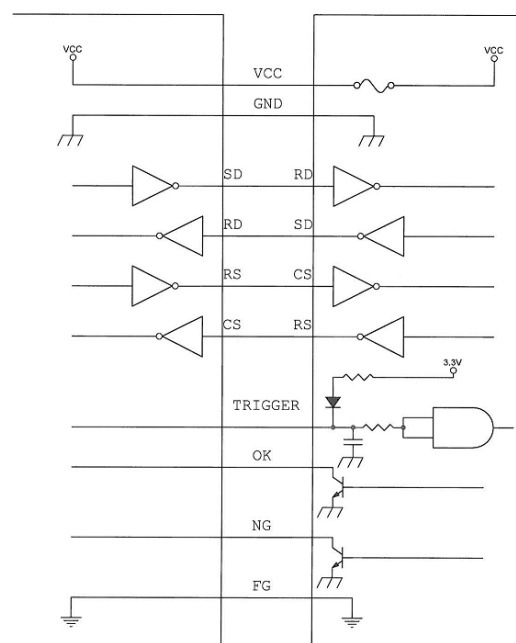 VCC VCC
VCC
GND
SD RD
RD SD
RS CS
CS RS
3.3V
TRIGGER
OK
NG
FG